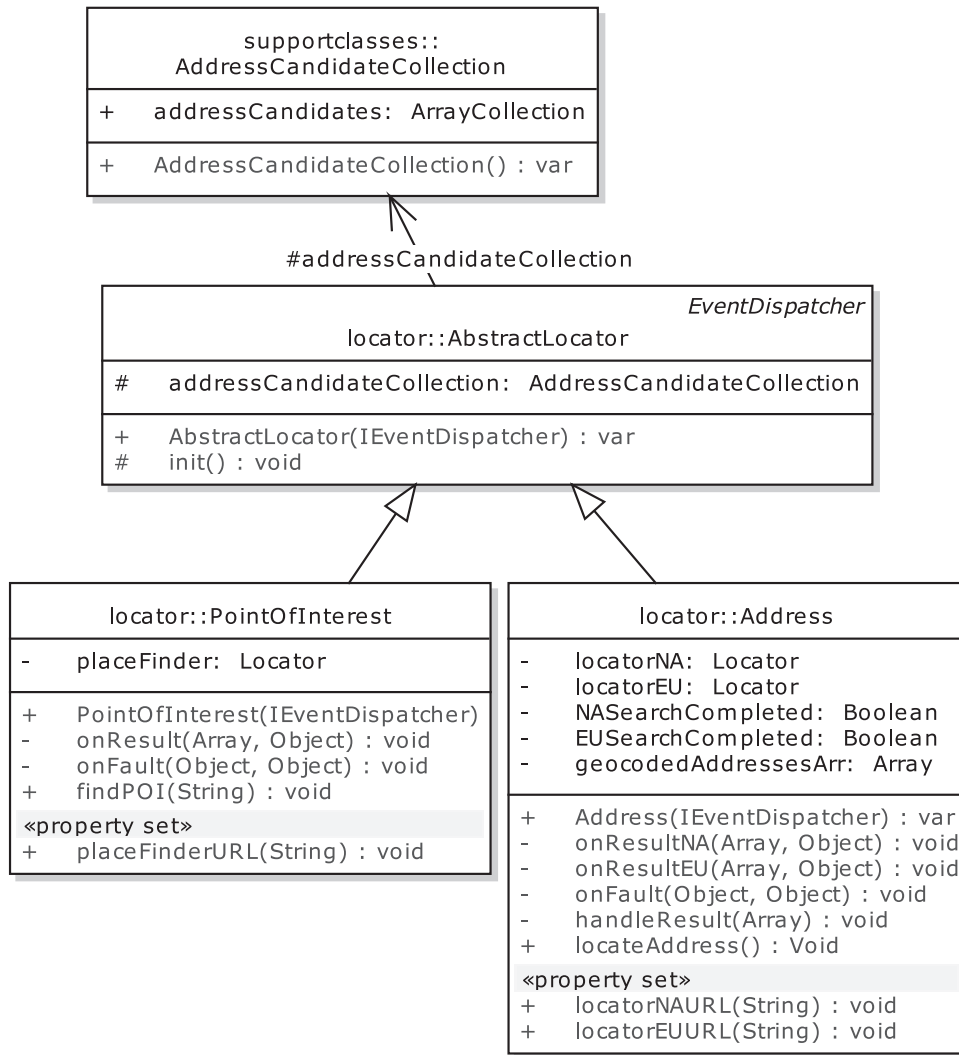 supportclasses::
AddressCandidateCollection
+ addressCandidates: ArrayCollection
+ AddressCandidateCollection() : var
#addressCandidateCollection
EventDispatcher
locator::AbstractLocator
# addressCandidateCollection: AddressCandidateCollection
+ AbstractLocator(IEventDispatcher) : var
# init() : void
locator::PointOfInterest
- placeFinder: Locator
+ PointOfInterest(IEventDispatcher)
- onResult(Array, Object) : void
- onFault(Object, Object) : void
+ findPOI(String) : void
«property set»
+ placeFinderURL(String) : void
locator::Address
- locatorNA: Locator
- locatorEU: Locator
- NASearchCompleted: Boolean
- EUSearchCompleted: Boolean
- geocodedAddressesArr: Array
+ Address(IEventDispatcher) : var
- onResultNA(Array, Object) : void
- onResultEU(Array, Object) : void
- onFault(Object, Object) : void
- handleResult(Array) : void
+ locateAddress() : Void
«property set»
+ locatorNAURL(String) : void
+ locatorEUURL(String) : void